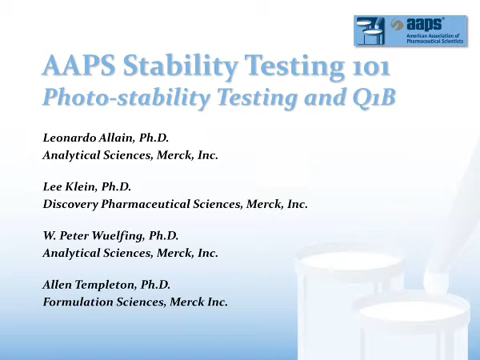 aaps
American Association of
Pharmaceutical Scientists
AAPS Stability Testing 101
Photo-stability Testing and Q1B
Leonardo Allain, Ph.D.
Analytical Sciences, Merck, Inc.
Lee Klein, Ph.D.
Discovery Pharmaceutical Sciences, Merck, Inc.
W. Peter Wuelfing, Ph.D.
Analytical Sciences, Merck, Inc.
Allen Templeton, Ph.D.
Formulation Sciences, Merck Inc.